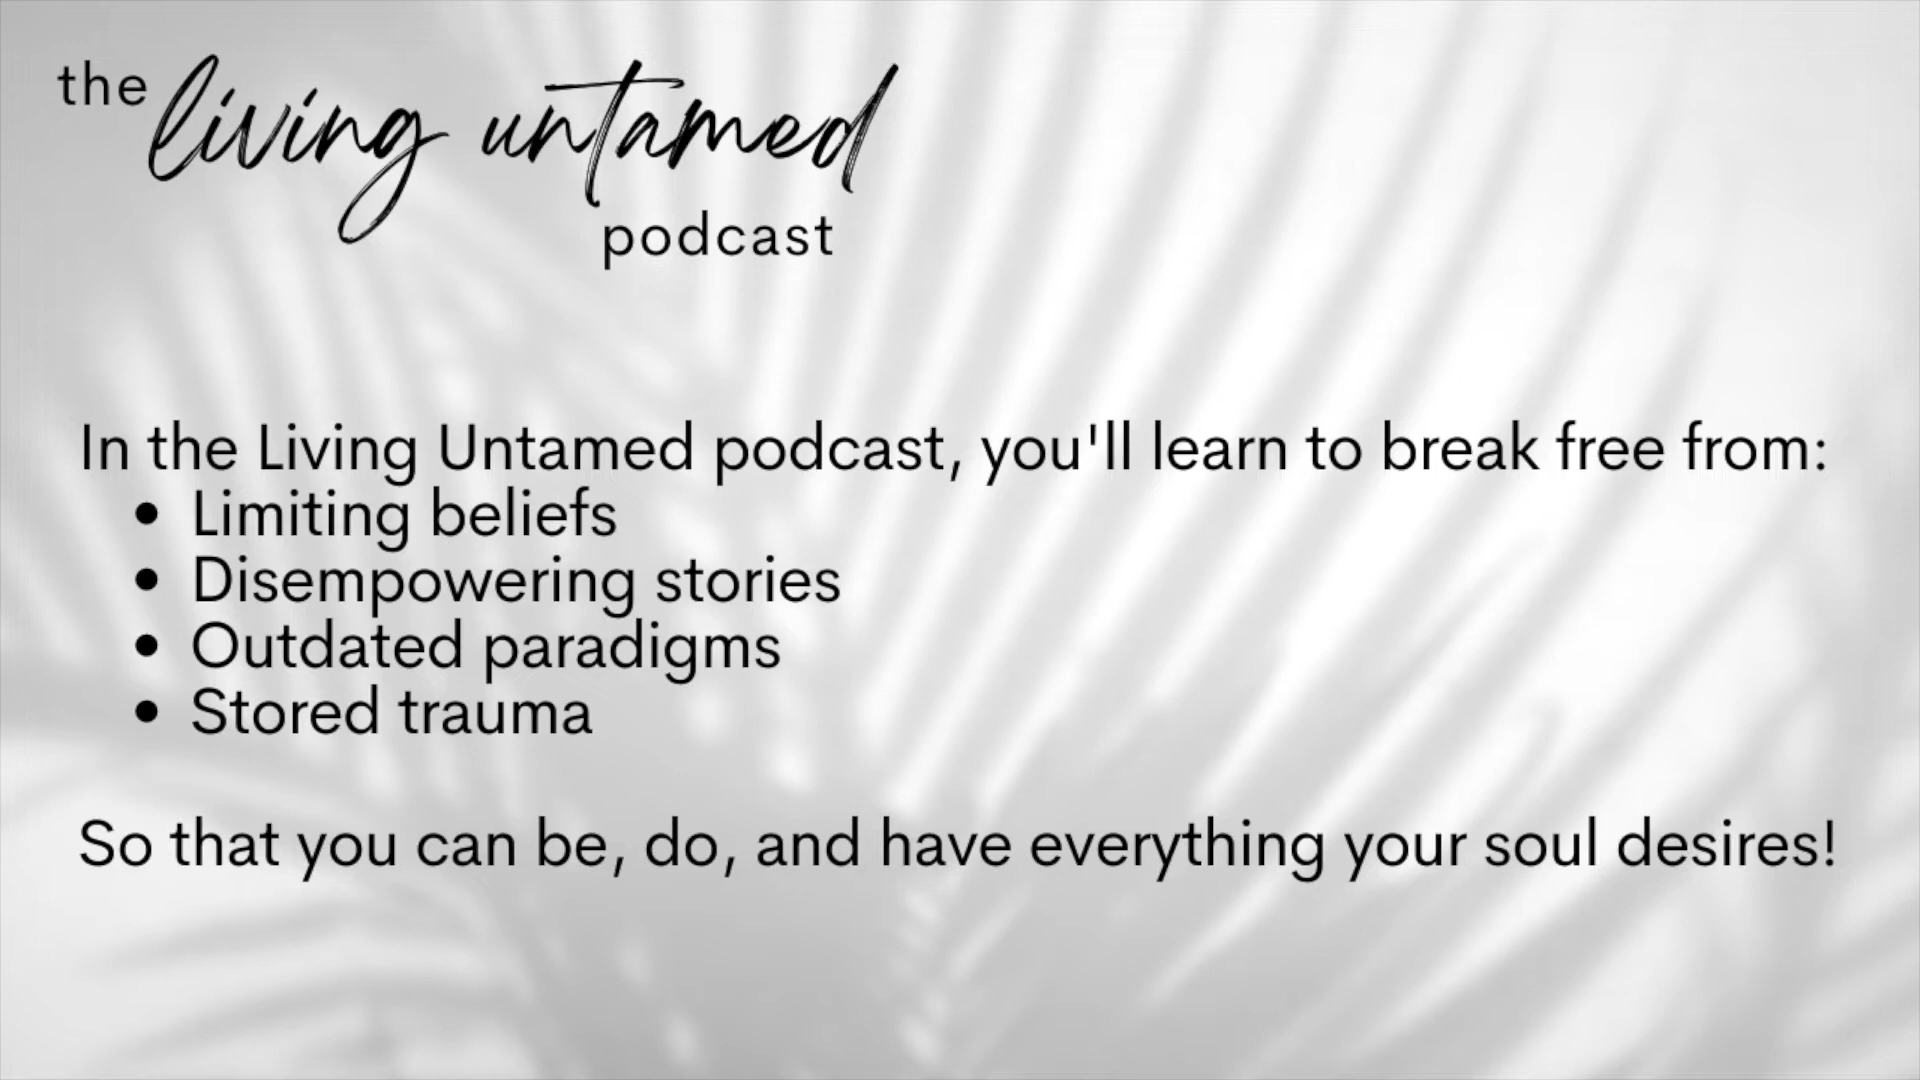 the living untamed
podcast
In the Living Untamed podcast, you'll learn to break free from:
• Limiting beliefs
• Disempowering stories
• Outdated paradigms
• Stored trauma
So that you can be, do, and have everything your soul desires!